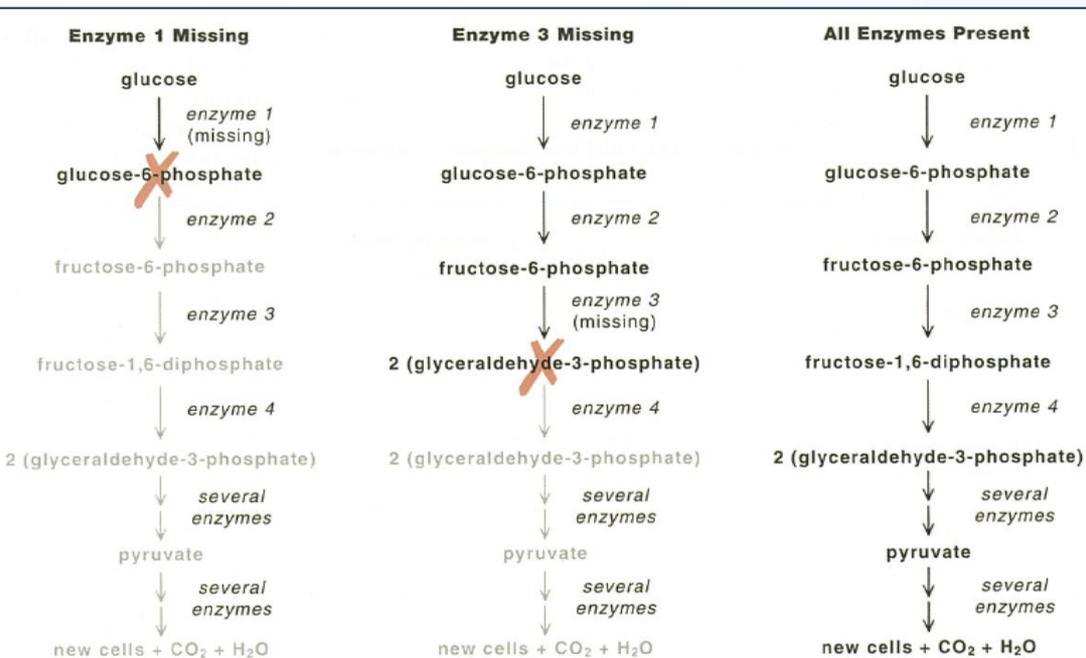 Enzyme 1 Missing
glucose
enzyme 1
(missing)
glucose-6-phosphate
enzyme 2
fructose-6-phosphate
enzyme 3
fructose-1,6-diphosphate
enzyme 4
2 (glyceraldehyde-3-phosphate)
several
enzymes
pyruvate
several
enzymes
new cells + CO₂ + H₂O
Enzyme 3 Missing
glucose
enzyme 1
glucose-6-phosphate
enzyme 2
fructose-6-phosphate
enzyme 3
(missing)
2 (glyceraldehyde-3-phosphate)
enzyme 4
2 (glyceraldehyde-3-phosphate)
several
enzymes
pyruvate
several
enzymes
new cells + CO₂ + H₂O
All Enzymes Present
glucose
enzyme 1
glucose-6-phosphate
enzyme 2
fructose-6-phosphate
enzyme 3
fructose-1,6-diphosphate
enzyme 4
2 (glyceraldehyde-3-phosphate)
several
enzymes
pyruvate
several
enzymes
new cells + CO₂ + H₂O